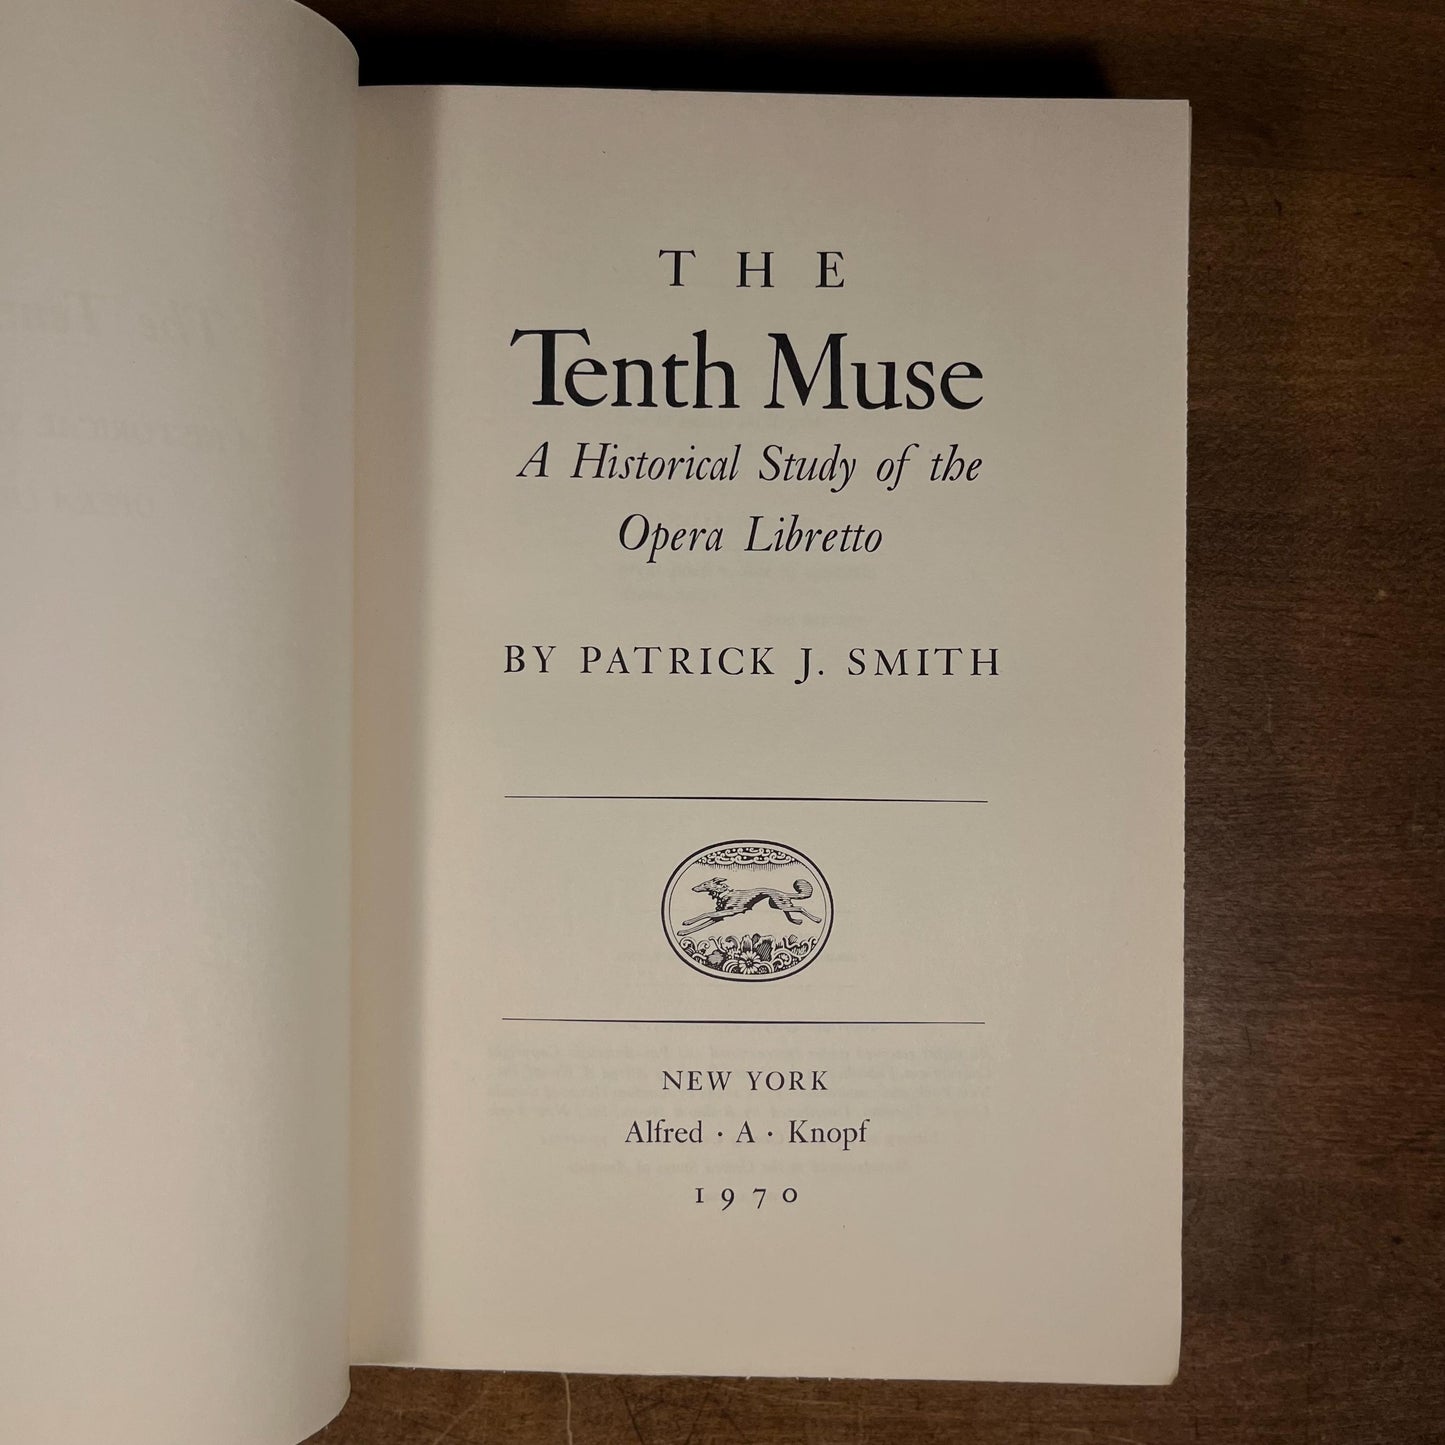 THE
Tenth Muse
A Historical Study of the
Opera Libretto
BY PATRICK J. SMITH
NEW YORK
Alfred · A · Knopf
1970